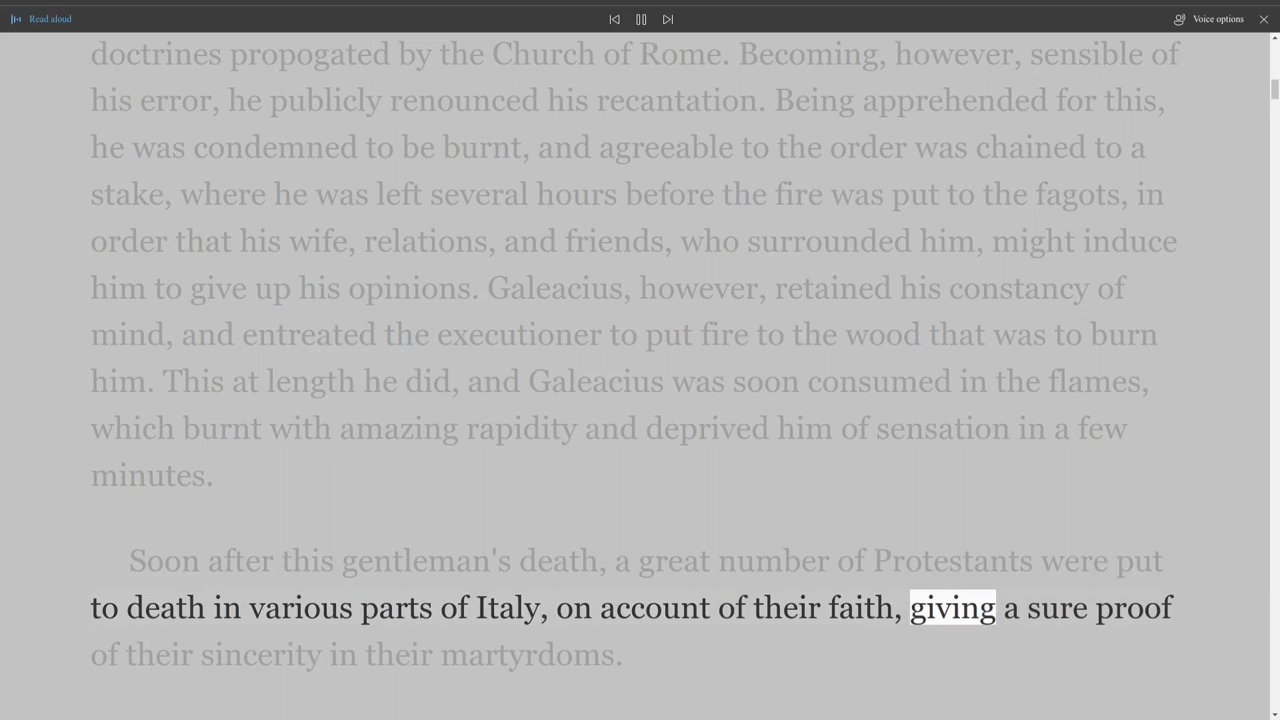 Read aloud
Voice options
doctrines propogated by the Church of Rome. Becoming, however, sensible of
his error, he publicly renounced his recantation. Being apprehended for this,
he was condemned to be burnt, and agreeable to the order was chained to a
stake, where he was left several hours before the fire was put to the fagots, in
order that his wife, relations, and friends, who surrounded him, might induce
him to give up his opinions. Galeacius, however, retained his constancy of
mind, and entreated the executioner to put fire to the wood that was to burn
him. This at length he did, and Galeacius was soon consumed in the flames,
which burnt with amazing rapidity and deprived him of sensation in a few
minutes.
Soon after this gentleman's death, a great number of Protestants were put
to death in various parts of Italy, on account of their faith, giving a sure proof
of their sincerity in their martyrdoms.